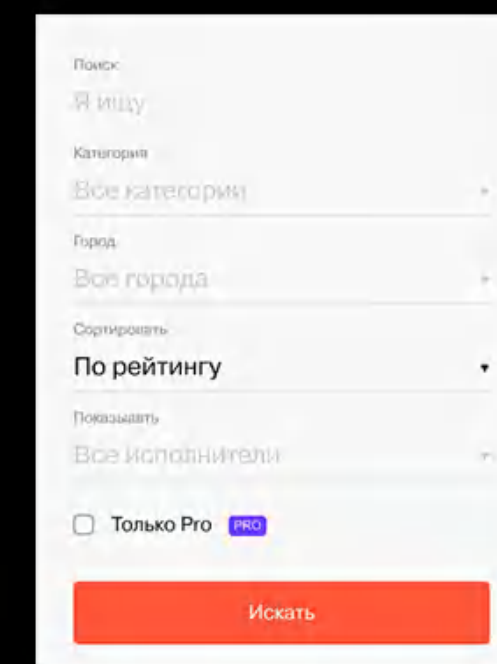 Поиск
Я ищу
Категория
Все категории
Город
Все города
Сортировать
По рейтингу
Показывать
Все исполнители
Только Pro PRO
Искать